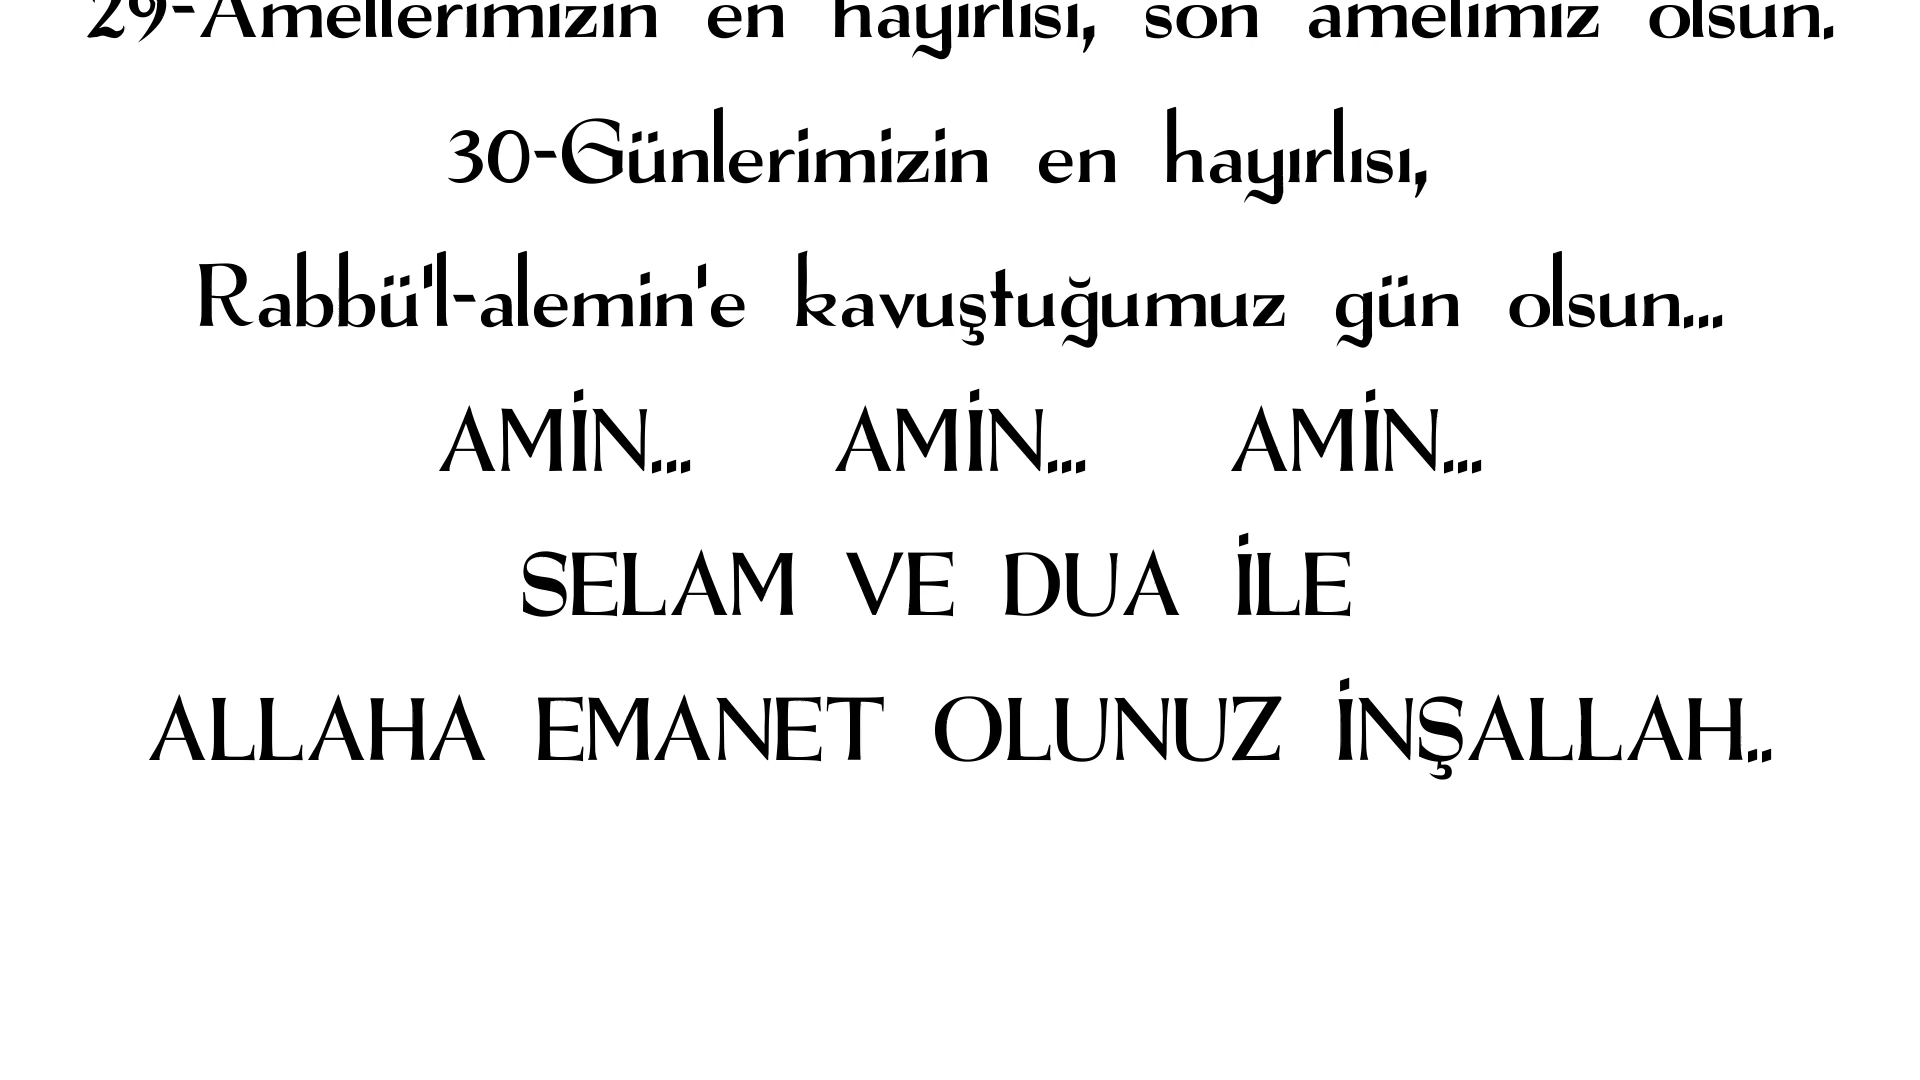 29-Amellerimizin en hayırlısı, son amelimiz olsun.
30-Günlerimizin en hayırlısı,
Rabbü'l-alemin'e kavuştuğumuz gün olsun...
AMİN... AMİN... AMİN...
SELAM VE DUA İLE
ALLAHA EMANET OLUNUZ İNŞALLAH..